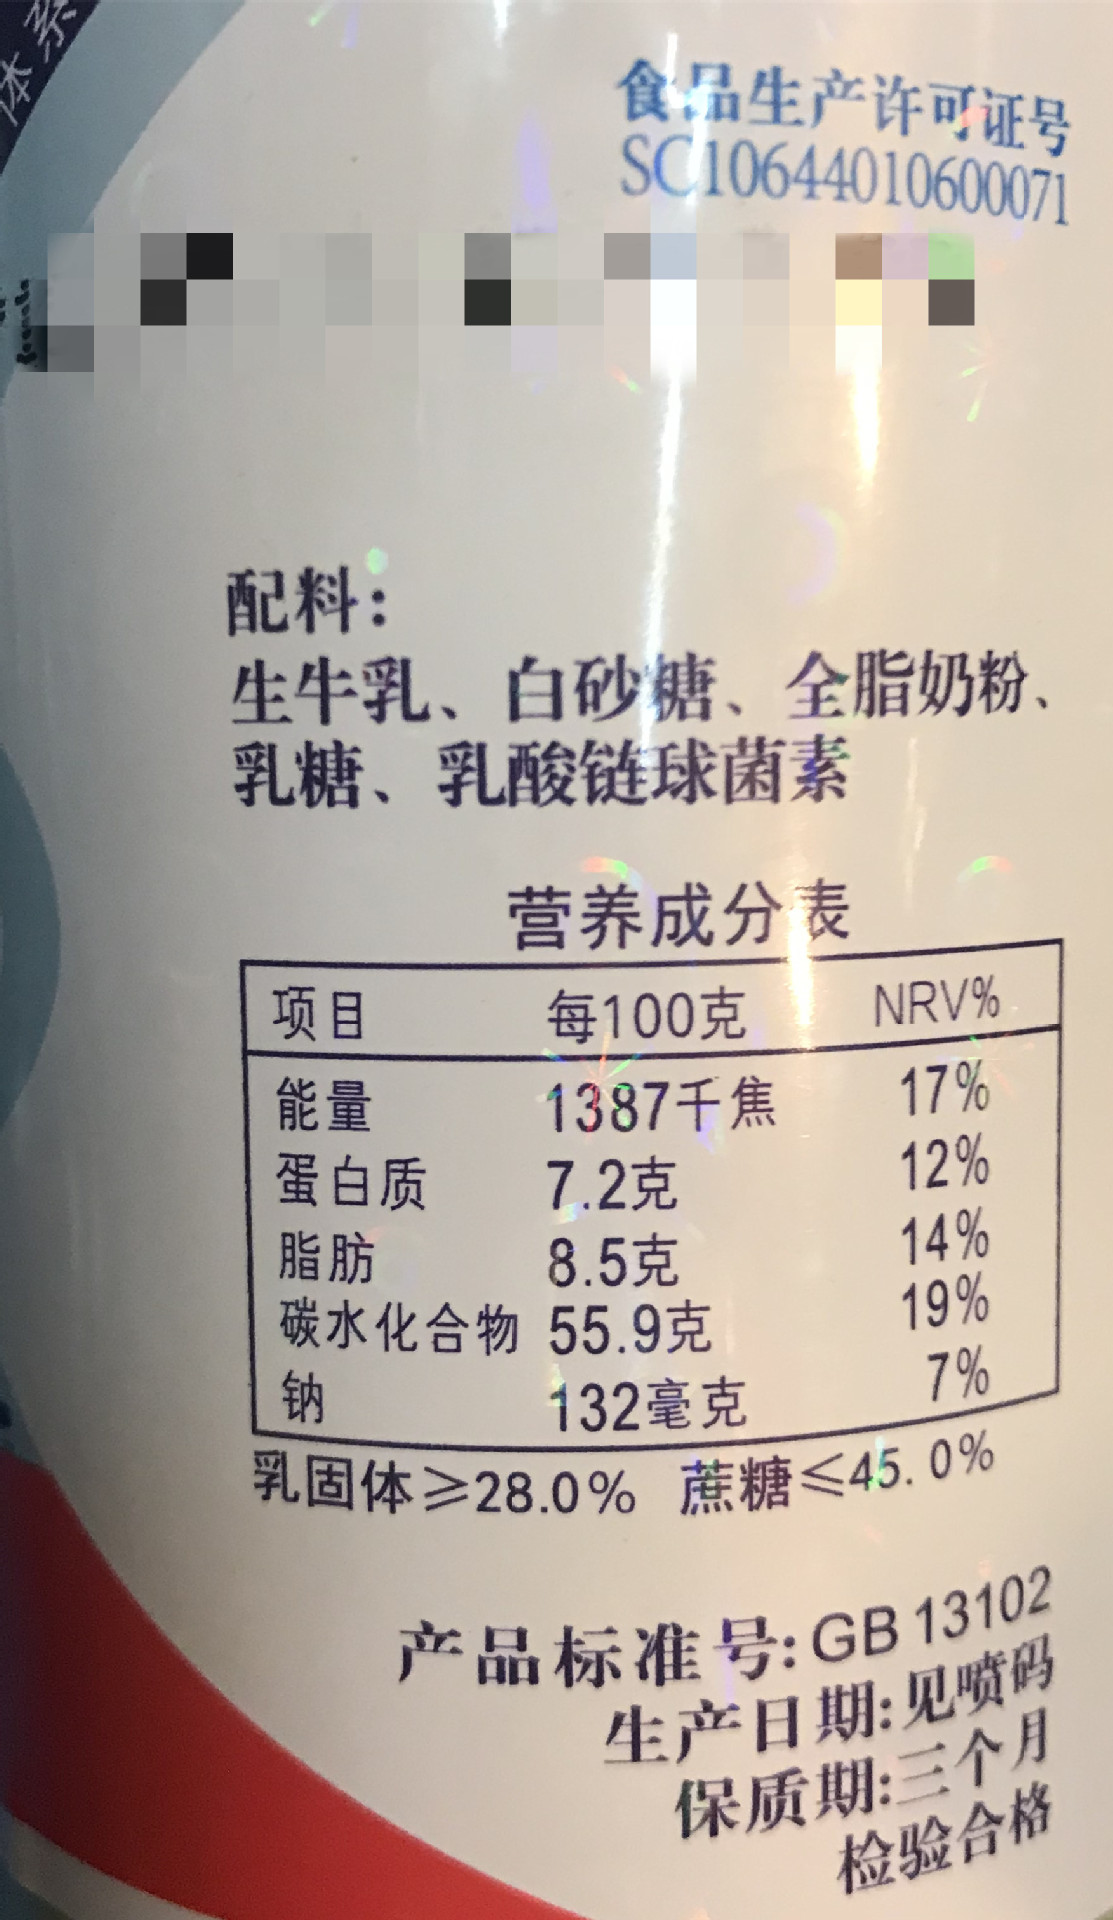 体系
食品生产许可证号
SC10644010600071
配料：
生牛乳、白砂糖、全脂奶粉、
乳糖、乳酸链球菌素
营养成分表
项目 每100克 NRV%
能量 1387千焦 17%
蛋白质 7.2克 12%
脂肪 8.5克 14%
碳水化合物 55.9克 19%
钠 132毫克 7%
乳固体≥28.0% 蔗糖≤45.0%
产品标准号:GB 13102
生产日期:见喷码
保质期:三个月
检验合格